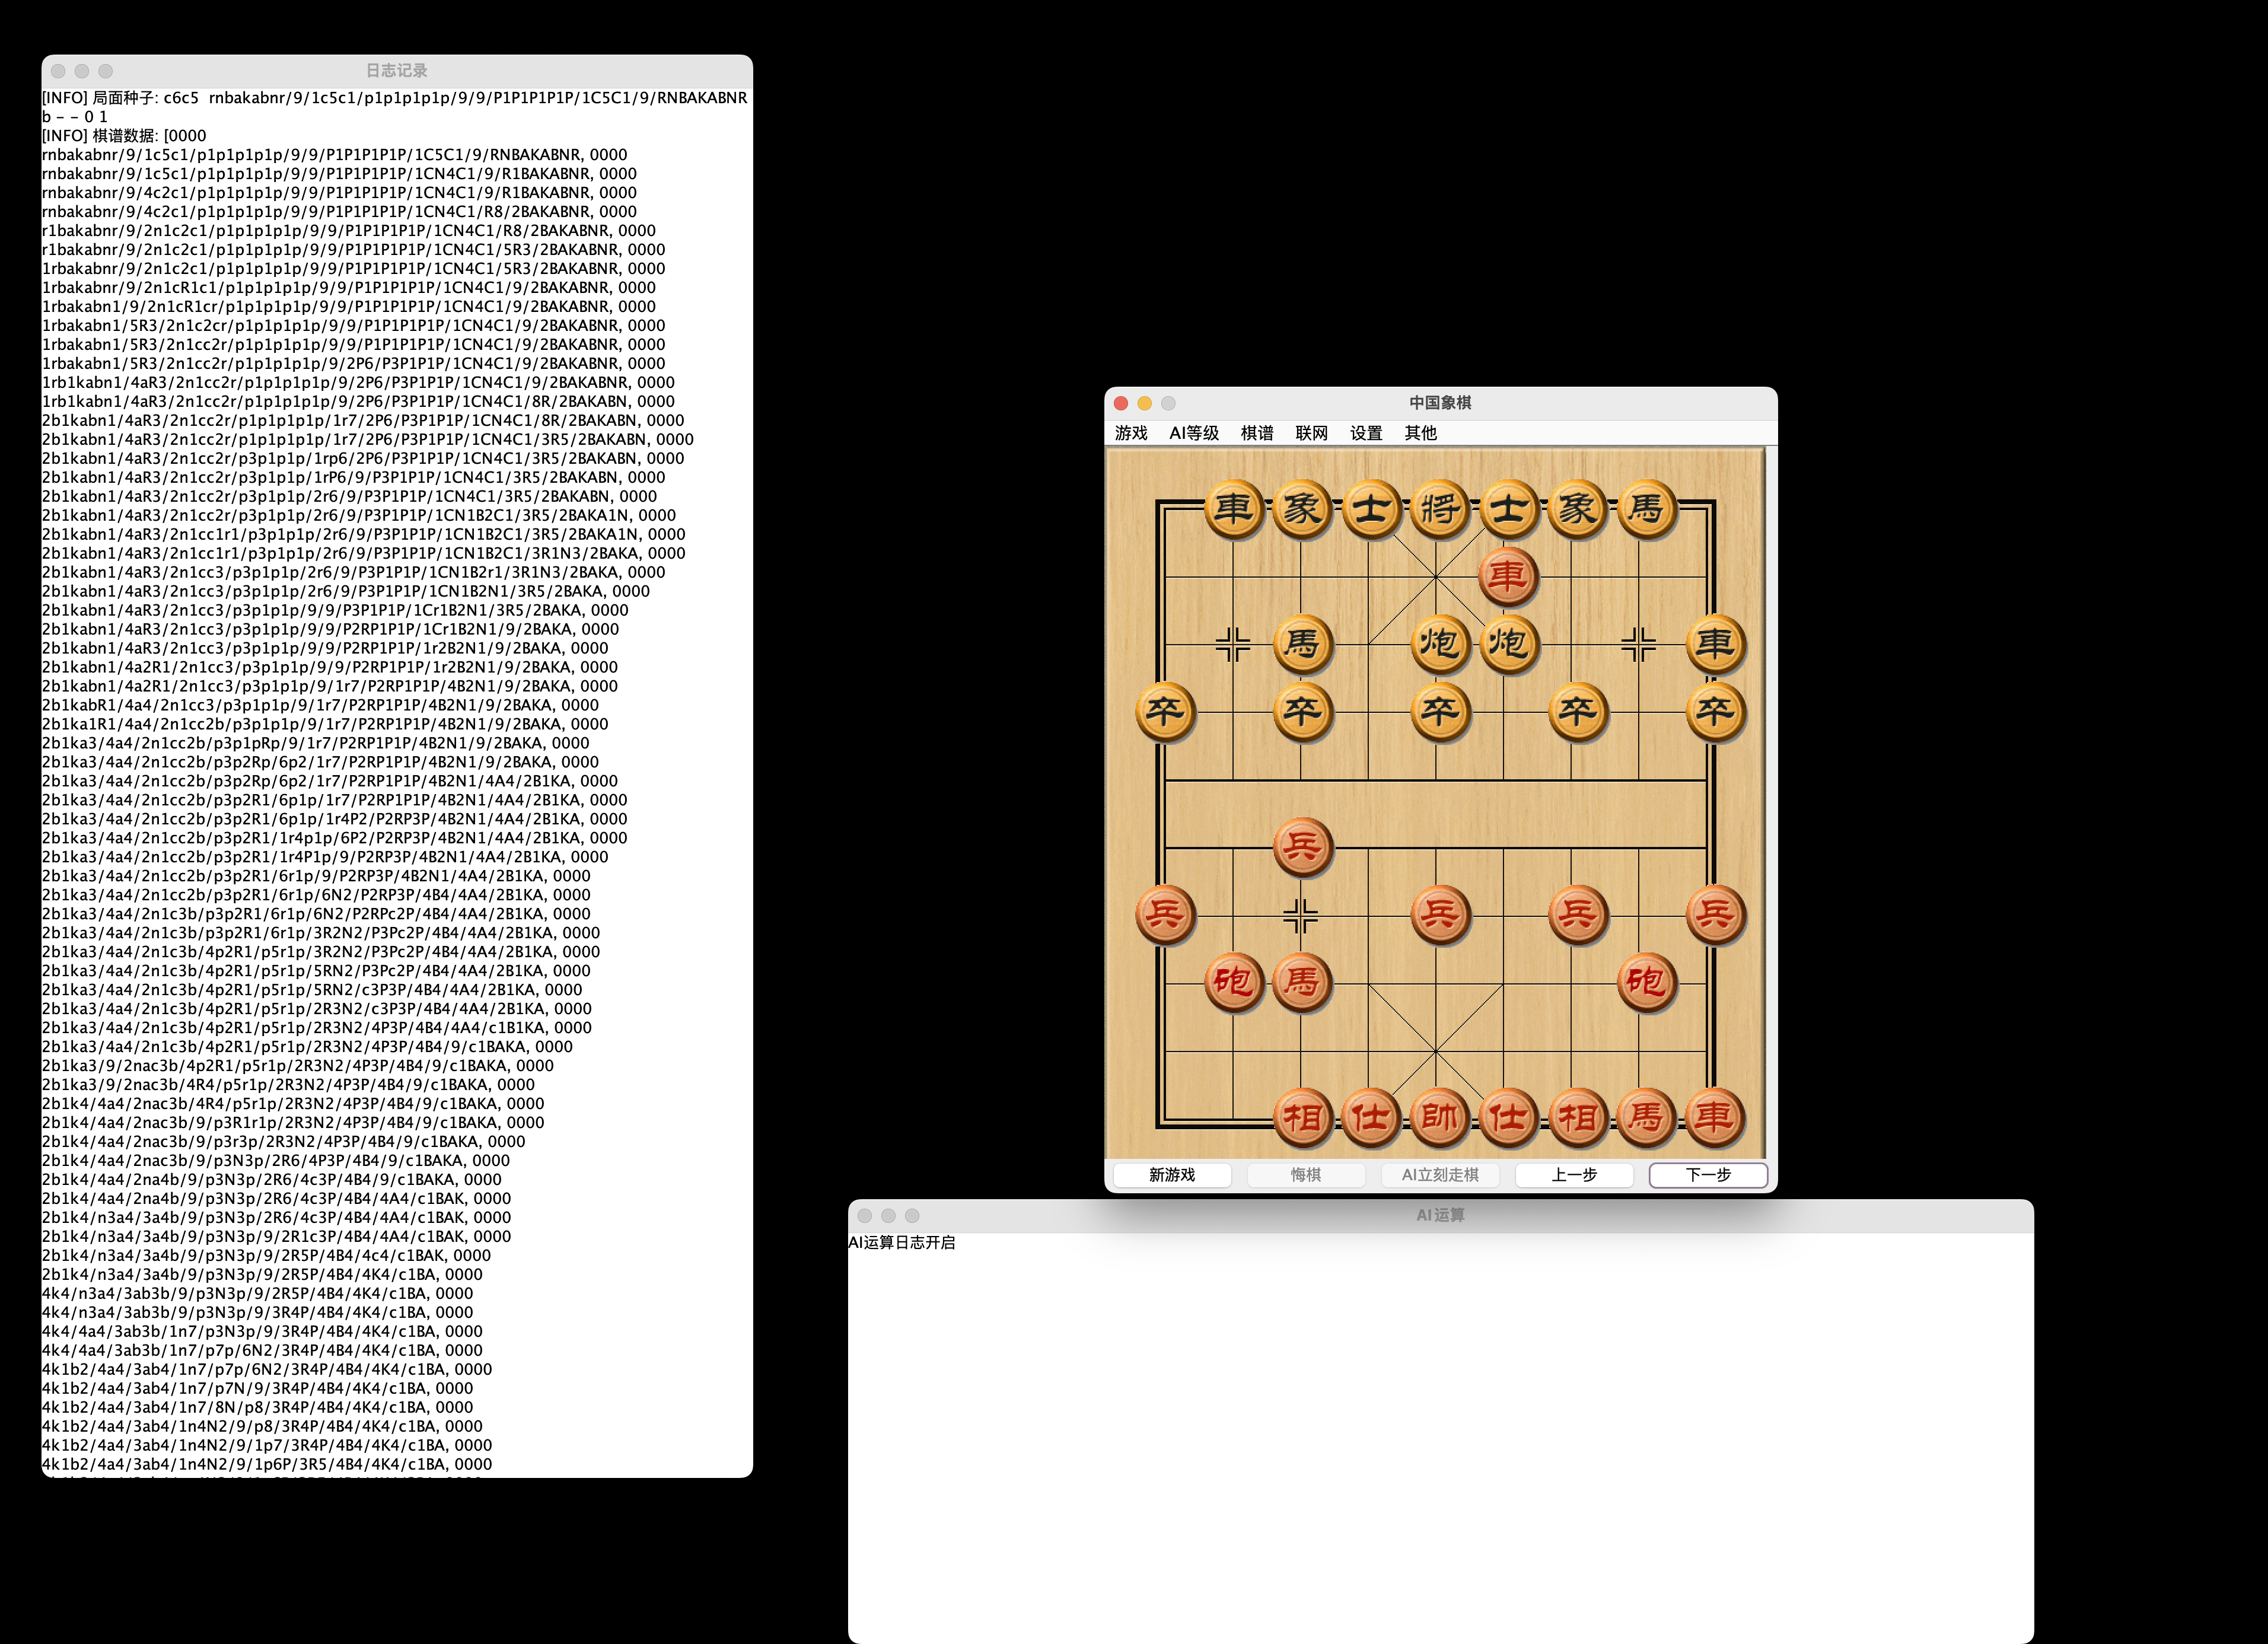 日志记录
[INFO] 局面种子: c6c5  rnbakabnr/9/1c5c1/p1p1p1p1p/9/9/P1P1P1P1P/1C5C1/9/RNBAKABNR
b - - 0 1
[INFO] 棋谱数据: [0000
rnbakabnr/9/1c5c1/p1p1p1p1p/9/9/P1P1P1P1P/1C5C1/9/RNBAKABNR, 0000
rnbakabnr/9/1c5c1/p1p1p1p1p/9/9/P1P1P1P1P/1CN4C1/9/R1BAKABNR, 0000
rnbakabnr/9/4c2c1/p1p1p1p1p/9/9/P1P1P1P1P/1CN4C1/9/R1BAKABNR, 0000
rnbakabnr/9/4c2c1/p1p1p1p1p/9/9/P1P1P1P1P/1CN4C1/R8/2BAKABNR, 0000
r1bakabnr/9/2n1c2c1/p1p1p1p1p/9/9/P1P1P1P1P/1CN4C1/R8/2BAKABNR, 0000
r1bakabnr/9/2n1c2c1/p1p1p1p1p/9/9/P1P1P1P1P/1CN4C1/5R3/2BAKABNR, 0000
1rbakabnr/9/2n1c2c1/p1p1p1p1p/9/9/P1P1P1P1P/1CN4C1/5R3/2BAKABNR, 0000
1rbakabnr/9/2n1cR1c1/p1p1p1p1p/9/9/P1P1P1P1P/1CN4C1/9/2BAKABNR, 0000
1rbakabn1/9/2n1cR1cr/p1p1p1p1p/9/9/P1P1P1P1P/1CN4C1/9/2BAKABNR, 0000
1rbakabn1/5R3/2n1c2cr/p1p1p1p1p/9/9/P1P1P1P1P/1CN4C1/9/2BAKABNR, 0000
1rbakabn1/5R3/2n1cc2r/p1p1p1p1p/9/9/P1P1P1P1P/1CN4C1/9/2BAKABNR, 0000
1rbakabn1/5R3/2n1cc2r/p1p1p1p1p/9/2P6/P3P1P1P/1CN4C1/9/2BAKABNR, 0000
1rb1kabn1/4aR3/2n1cc2r/p1p1p1p1p/9/2P6/P3P1P1P/1CN4C1/9/2BAKABNR, 0000
1rb1kabn1/4aR3/2n1cc2r/p1p1p1p1p/9/2P6/P3P1P1P/1CN4C1/8R/2BAKABN, 0000
2b1kabn1/4aR3/2n1cc2r/p1p1p1p1p/1r7/2P6/P3P1P1P/1CN4C1/8R/2BAKABN, 0000
2b1kabn1/4aR3/2n1cc2r/p1p1p1p1p/1r7/2P6/P3P1P1P/1CN4C1/3R5/2BAKABN, 0000
2b1kabn1/4aR3/2n1cc2r/p3p1p1p/1rp6/2P6/P3P1P1P/1CN4C1/3R5/2BAKABN, 0000
2b1kabn1/4aR3/2n1cc2r/p3p1p1p/1rP6/9/P3P1P1P/1CN4C1/3R5/2BAKABN, 0000
2b1kabn1/4aR3/2n1cc2r/p3p1p1p/2r6/9/P3P1P1P/1CN4C1/3R5/2BAKABN, 0000
2b1kabn1/4aR3/2n1cc2r/p3p1p1p/2r6/9/P3P1P1P/1CN1B2C1/3R5/2BAKA1N, 0000
2b1kabn1/4aR3/2n1cc1r1/p3p1p1p/2r6/9/P3P1P1P/1CN1B2C1/3R5/2BAKA1N, 0000
2b1kabn1/4aR3/2n1cc1r1/p3p1p1p/2r6/9/P3P1P1P/1CN1B2C1/3R1N3/2BAKA, 0000
2b1kabn1/4aR3/2n1cc3/p3p1p1p/2r6/9/P3P1P1P/1CN1B2r1/3R1N3/2BAKA, 0000
2b1kabn1/4aR3/2n1cc3/p3p1p1p/2r6/9/P3P1P1P/1CN1B2N1/3R5/2BAKA, 0000
2b1kabn1/4aR3/2n1cc3/p3p1p1p/9/9/P3P1P1P/1Cr1B2N1/3R5/2BAKA, 0000
2b1kabn1/4aR3/2n1cc3/p3p1p1p/9/9/P2RP1P1P/1Cr1B2N1/9/2BAKA, 0000
2b1kabn1/4aR3/2n1cc3/p3p1p1p/9/9/P2RP1P1P/1r2B2N1/9/2BAKA, 0000
2b1kabn1/4a2R1/2n1cc3/p3p1p1p/9/9/P2RP1P1P/1r2B2N1/9/2BAKA, 0000
2b1kabn1/4a2R1/2n1cc3/p3p1p1p/9/1r7/P2RP1P1P/4B2N1/9/2BAKA, 0000
2b1kabR1/4a4/2n1cc3/p3p1p1p/9/1r7/P2RP1P1P/4B2N1/9/2BAKA, 0000
2b1ka1R1/4a4/2n1cc2b/p3p1p1p/9/1r7/P2RP1P1P/4B2N1/9/2BAKA, 0000
2b1ka3/4a4/2n1cc2b/p3p1pRp/9/1r7/P2RP1P1P/4B2N1/9/2BAKA, 0000
2b1ka3/4a4/2n1cc2b/p3p2Rp/6p2/1r7/P2RP1P1P/4B2N1/9/2BAKA, 0000
2b1ka3/4a4/2n1cc2b/p3p2Rp/6p2/1r7/P2RP1P1P/4B2N1/4A4/2B1KA, 0000
2b1ka3/4a4/2n1cc2b/p3p2R1/6p1p/1r7/P2RP1P1P/4B2N1/4A4/2B1KA, 0000
2b1ka3/4a4/2n1cc2b/p3p2R1/6p1p/1r4P2/P2RP3P/4B2N1/4A4/2B1KA, 0000
2b1ka3/4a4/2n1cc2b/p3p2R1/1r4p1p/6P2/P2RP3P/4B2N1/4A4/2B1KA, 0000
2b1ka3/4a4/2n1cc2b/p3p2R1/1r4P1p/9/P2RP3P/4B2N1/4A4/2B1KA, 0000
2b1ka3/4a4/2n1cc2b/p3p2R1/6r1p/9/P2RP3P/4B2N1/4A4/2B1KA, 0000
2b1ka3/4a4/2n1cc2b/p3p2R1/6r1p/6N2/P2RP3P/4B4/4A4/2B1KA, 0000
2b1ka3/4a4/2n1c3b/p3p2R1/6r1p/6N2/P2RPc2P/4B4/4A4/2B1KA, 0000
2b1ka3/4a4/2n1c3b/p3p2R1/6r1p/3R2N2/P3Pc2P/4B4/4A4/2B1KA, 0000
2b1ka3/4a4/2n1c3b/4p2R1/p5r1p/3R2N2/P3Pc2P/4B4/4A4/2B1KA, 0000
2b1ka3/4a4/2n1c3b/4p2R1/p5r1p/5RN2/P3Pc2P/4B4/4A4/2B1KA, 0000
2b1ka3/4a4/2n1c3b/4p2R1/p5r1p/5RN2/c3P3P/4B4/4A4/2B1KA, 0000
2b1ka3/4a4/2n1c3b/4p2R1/p5r1p/2R3N2/c3P3P/4B4/4A4/2B1KA, 0000
2b1ka3/4a4/2n1c3b/4p2R1/p5r1p/2R3N2/4P3P/4B4/4A4/c1B1KA, 0000
2b1ka3/4a4/2n1c3b/4p2R1/p5r1p/2R3N2/4P3P/4B4/9/c1BAKA, 0000
2b1ka3/9/2nac3b/4p2R1/p5r1p/2R3N2/4P3P/4B4/9/c1BAKA, 0000
2b1ka3/9/2nac3b/4R4/p5r1p/2R3N2/4P3P/4B4/9/c1BAKA, 0000
2b1k4/4a4/2nac3b/4R4/p5r1p/2R3N2/4P3P/4B4/9/c1BAKA, 0000
2b1k4/4a4/2nac3b/9/p3R1r1p/2R3N2/4P3P/4B4/9/c1BAKA, 0000
2b1k4/4a4/2nac3b/9/p3r3p/2R3N2/4P3P/4B4/9/c1BAKA, 0000
2b1k4/4a4/2nac3b/9/p3N3p/2R6/4P3P/4B4/9/c1BAKA, 0000
2b1k4/4a4/2na4b/9/p3N3p/2R6/4c3P/4B4/9/c1BAKA, 0000
2b1k4/4a4/2na4b/9/p3N3p/2R6/4c3P/4B4/4A4/c1BAK, 0000
2b1k4/n3a4/3a4b/9/p3N3p/2R6/4c3P/4B4/4A4/c1BAK, 0000
2b1k4/n3a4/3a4b/9/p3N3p/9/2R1c3P/4B4/4A4/c1BAK, 0000
2b1k4/n3a4/3a4b/9/p3N3p/9/2R5P/4B4/4c4/c1BAK, 0000
2b1k4/n3a4/3a4b/9/p3N3p/9/2R5P/4B4/4K4/c1BA, 0000
4k4/n3a4/3ab3b/9/p3N3p/9/2R5P/4B4/4K4/c1BA, 0000
4k4/n3a4/3ab3b/9/p3N3p/9/3R4P/4B4/4K4/c1BA, 0000
4k4/4a4/3ab3b/1n7/p3N3p/9/3R4P/4B4/4K4/c1BA, 0000
4k4/4a4/3ab3b/1n7/p7p/6N2/3R4P/4B4/4K4/c1BA, 0000
4k1b2/4a4/3ab4/1n7/p7p/6N2/3R4P/4B4/4K4/c1BA, 0000
4k1b2/4a4/3ab4/1n7/p7N/9/3R4P/4B4/4K4/c1BA, 0000
4k1b2/4a4/3ab4/1n7/8N/p8/3R4P/4B4/4K4/c1BA, 0000
4k1b2/4a4/3ab4/1n4N2/9/p8/3R4P/4B4/4K4/c1BA, 0000
4k1b2/4a4/3ab4/1n4N2/9/1p7/3R4P/4B4/4K4/c1BA, 0000
4k1b2/4a4/3ab4/1n4N2/9/1p6P/3R5/4B4/4K4/c1BA, 0000
中国象棋
游戏 AI等级 棋谱 联网 设置 其他
車 象 士 將 士 象 馬
車
馬 炮 炮 車
卒 卒 卒 卒 卒
兵
兵 兵 兵 兵
砲 馬 砲
相 仕 帥 仕 相 馬 車
新游戏 悔棋 AI立刻走棋 上一步 下一步
AI运算
AI运算日志开启